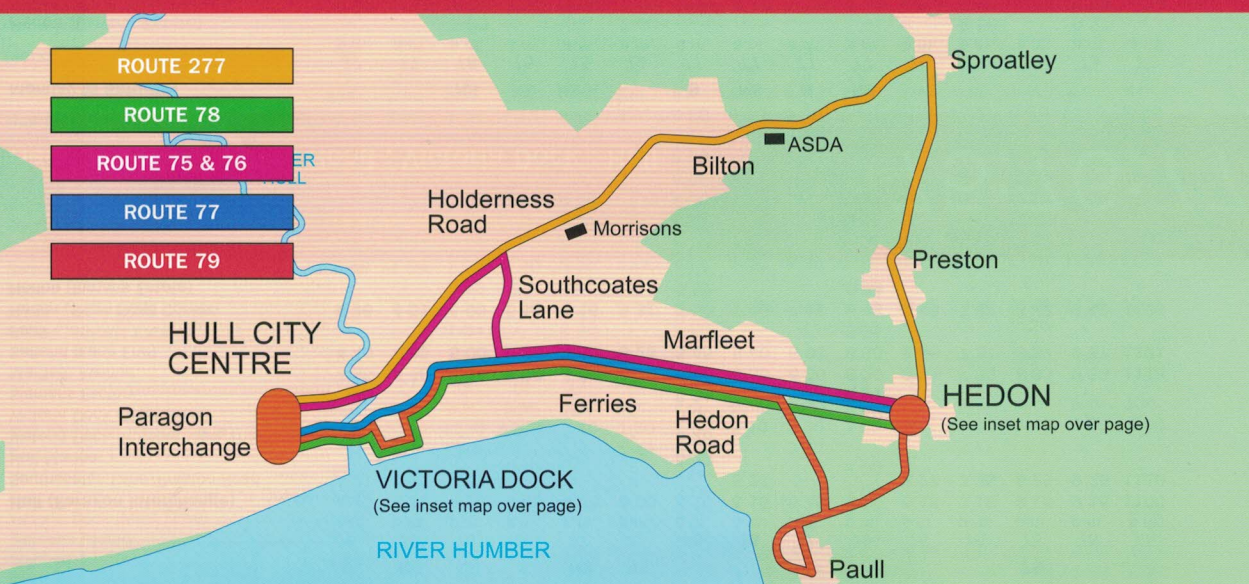 ROUTE 277
ROUTE 78
ROUTE 75 & 76
ROUTE 77
ROUTE 79
Sproatley
ASDA
Bilton
Holderness
Road
Morrisons
Preston
Southcoates
Lane
HULL CITY
CENTRE
Marfleet
HEDON
(See inset map over page)
Paragon
Interchange
Ferries
Hedon
Road
VICTORIA DOCK
(See inset map over page)
RIVER HUMBER
Paull